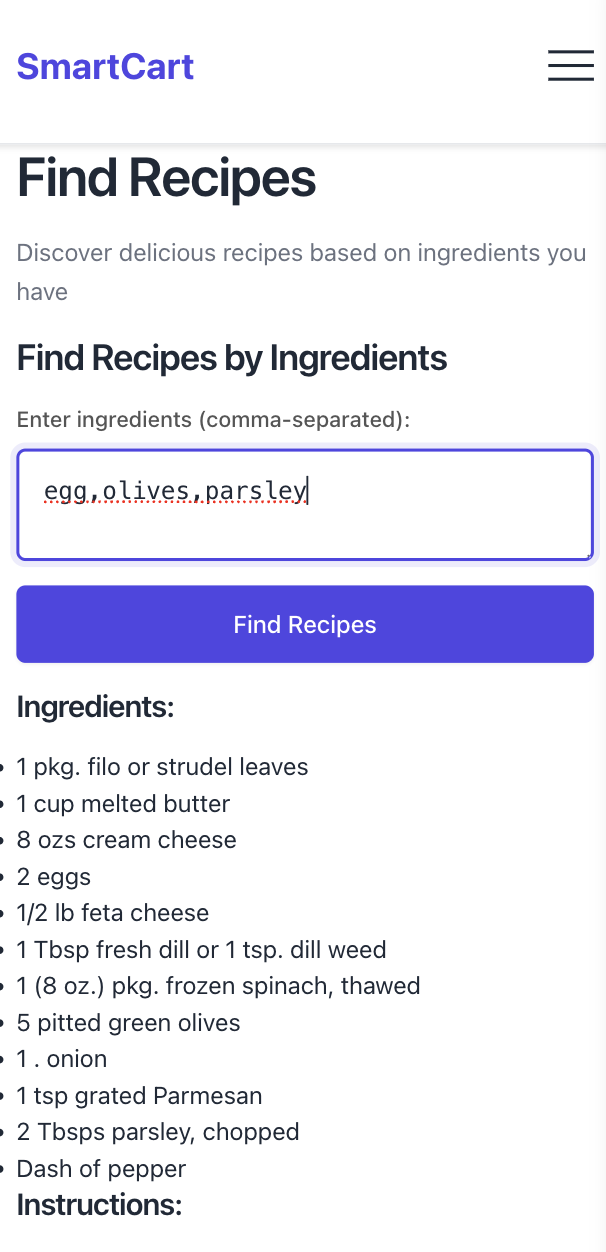 SmartCart
Find Recipes
Discover delicious recipes based on ingredients you
have
Find Recipes by Ingredients
Enter ingredients (comma-separated):
egg,olives,parsley
Find Recipes
Ingredients:
• 1 pkg. filo or strudel leaves
• 1 cup melted butter
• 8 ozs cream cheese
• 2 eggs
• 1/2 lb feta cheese
• 1 Tbsp fresh dill or 1 tsp. dill weed
• 1 (8 oz.) pkg. frozen spinach, thawed
• 5 pitted green olives
• 1 . onion
• 1 tsp grated Parmesan
• 2 Tbsps parsley, chopped
• Dash of pepper
Instructions: